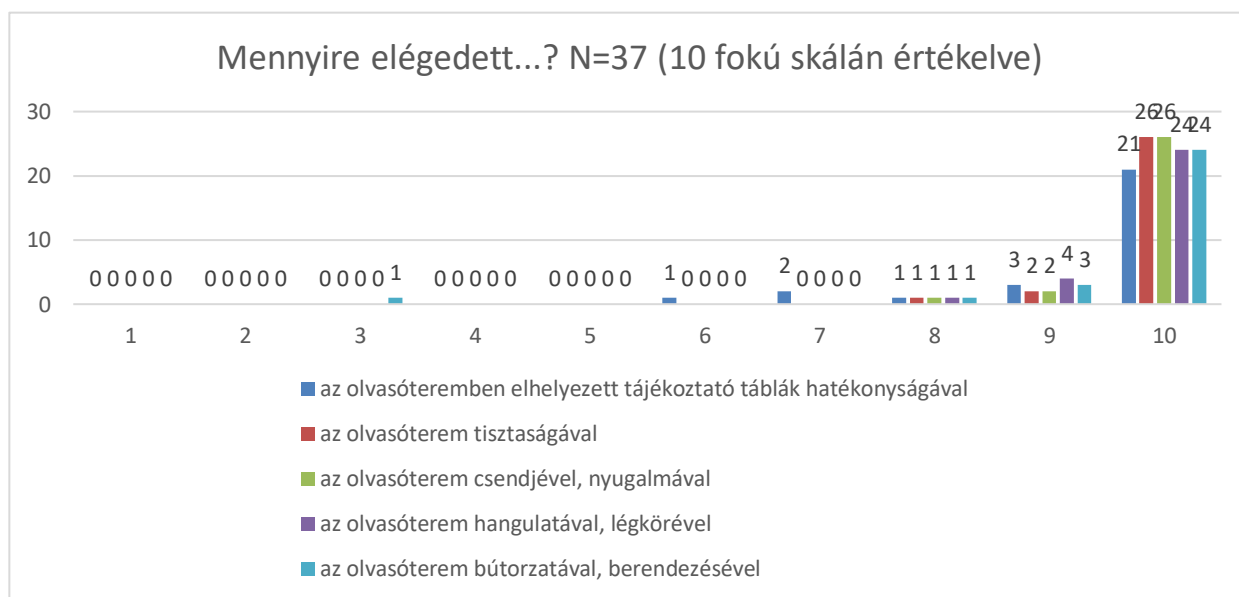 Mennyire elégedett...? N=37 (10 fokú skálán értékelve)
30
20
10
0
0 0 0 0 0
0 0 0 0 0
0 0 0 0 1
0 0 0 0 0
0 0 0 0 0
1 0 0 0 0
2 0 0 0 0
1 1 1 1 1
3 2 2 4 3
21 26 26 24 24
1 2 3 4 5 6 7 8 9 10
az olvasóteremben elhelyezett tájékoztató táblák hatékonyságával
az olvasóterem tisztaságával
az olvasóterem csendjével, nyugalmával
az olvasóterem hangulatával, légkörével
az olvasóterem bútorzatával, berendezésével